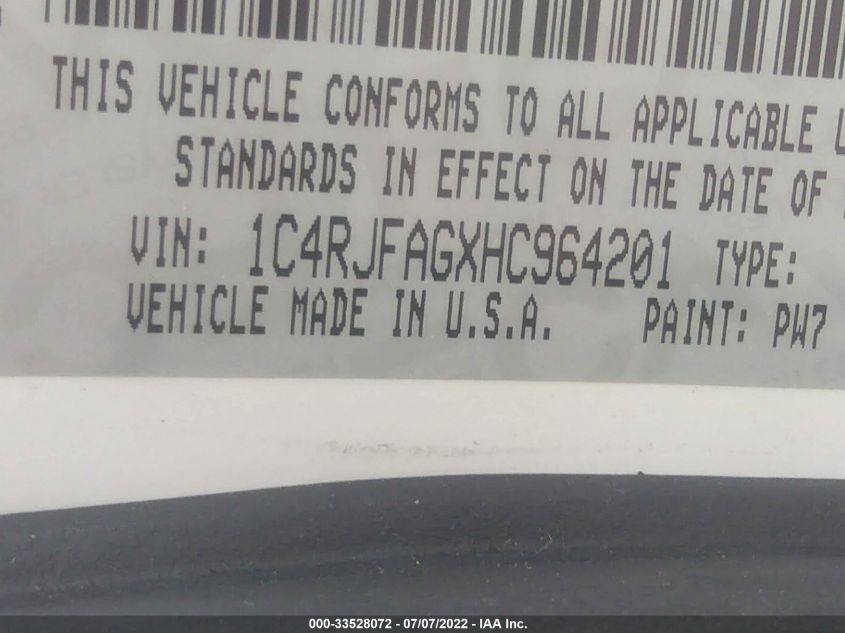 THIS VEHICLE CONFORMS TO ALL APPLICABLE
STANDARDS IN EFFECT ON THE DATE OF
VIN: 1C4RJFAGXHC964201 TYPE:
VEHICLE MADE IN U.S.A. PAINT: PW7
000-33528072 - 07/07/2022 - IAA Inc.